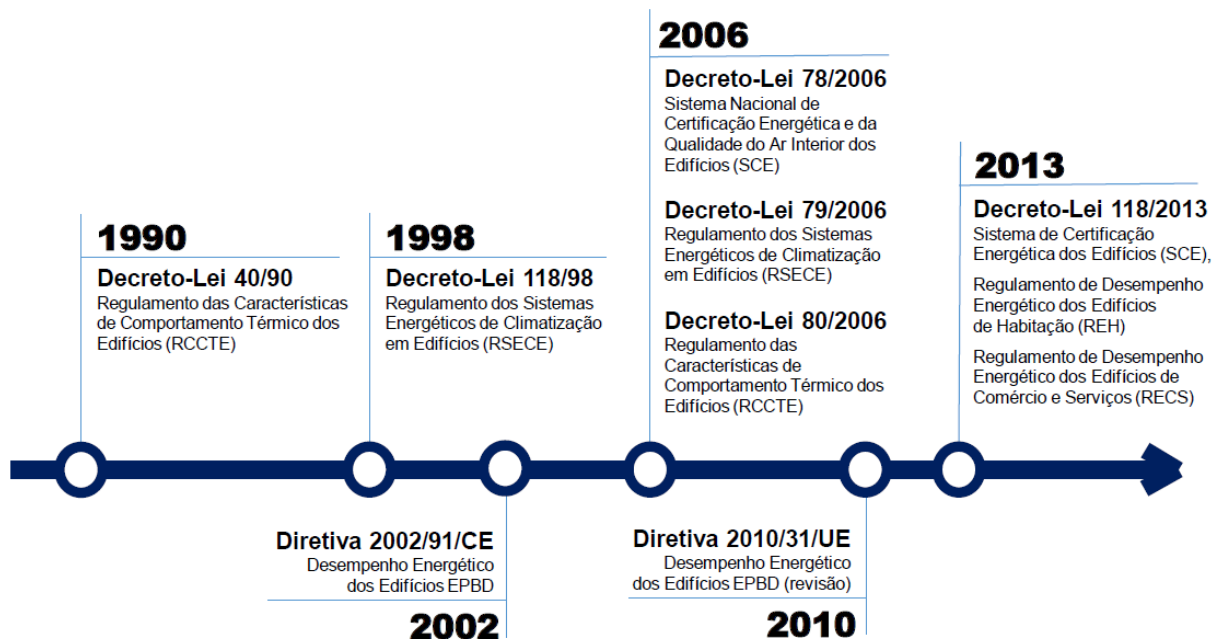 1990
Decreto-Lei 40/90
Regulamento das Características
de Comportamento Térmico dos
Edifícios (RCCTE)
1998
Decreto-Lei 118/98
Regulamento dos Sistemas
Energéticos de Climatização
em Edifícios (RSECE)
2006
Decreto-Lei 78/2006
Sistema Nacional de
Certificação Energética e da
Qualidade do Ar Interior dos
Edifícios (SCE)
Decreto-Lei 79/2006
Regulamento dos Sistemas
Energéticos de Climatização
em Edifícios (RSECE)
Decreto-Lei 80/2006
Regulamento das
Características de
Comportamento Térmico dos
Edifícios (RCCTE)
2013
Decreto-Lei 118/2013
Sistema de Certificação
Energética dos Edifícios (SCE),
Regulamento de Desempenho
Energético dos Edifícios
de Habitação (REH)
Regulamento de Desempenho
Energético dos Edifícios de
Comércio e Serviços (RECS)
Diretiva 2002/91/CE
Desempenho Energético
dos Edifícios EPBD
2002
Diretiva 2010/31/UE
Desempenho Energético
dos Edifícios EPBD (revisão)
2010